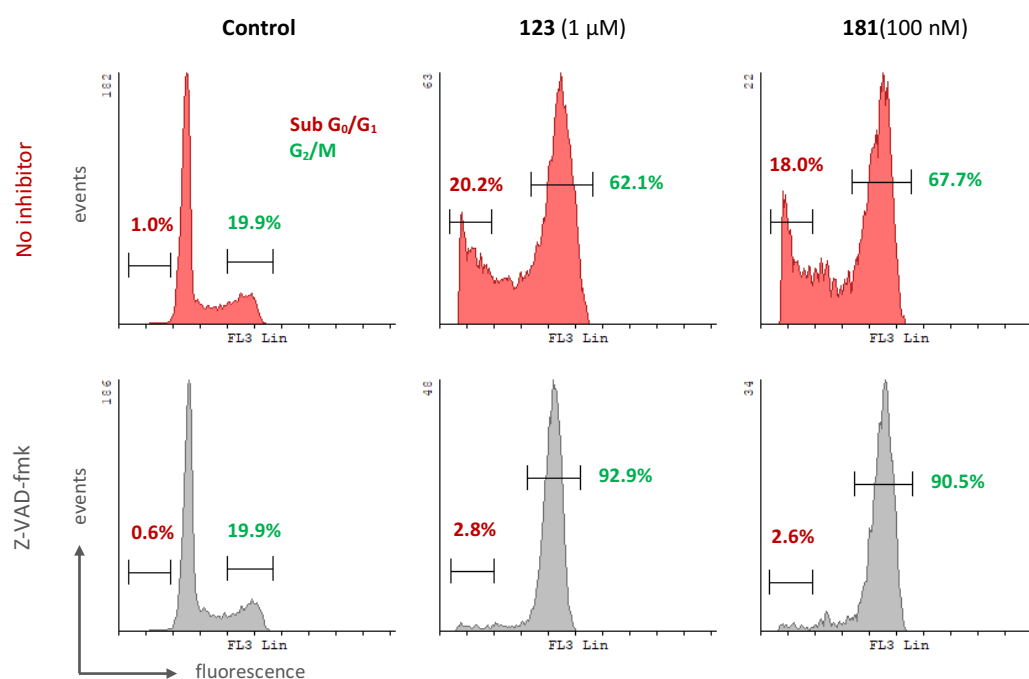 Control
123 (1 µM)
181(100 nM)
No inhibitor
events
182
Sub G₀/G₁
G₂/M
1.0%
19.9%
FL3 Lin
63
20.2%
62.1%
FL3 Lin
22
18.0%
67.7%
FL3 Lin
Z-VAD-fmk
events
186
0.6%
19.9%
FL3 Lin
48
2.8%
92.9%
FL3 Lin
34
2.6%
90.5%
FL3 Lin
fluorescence